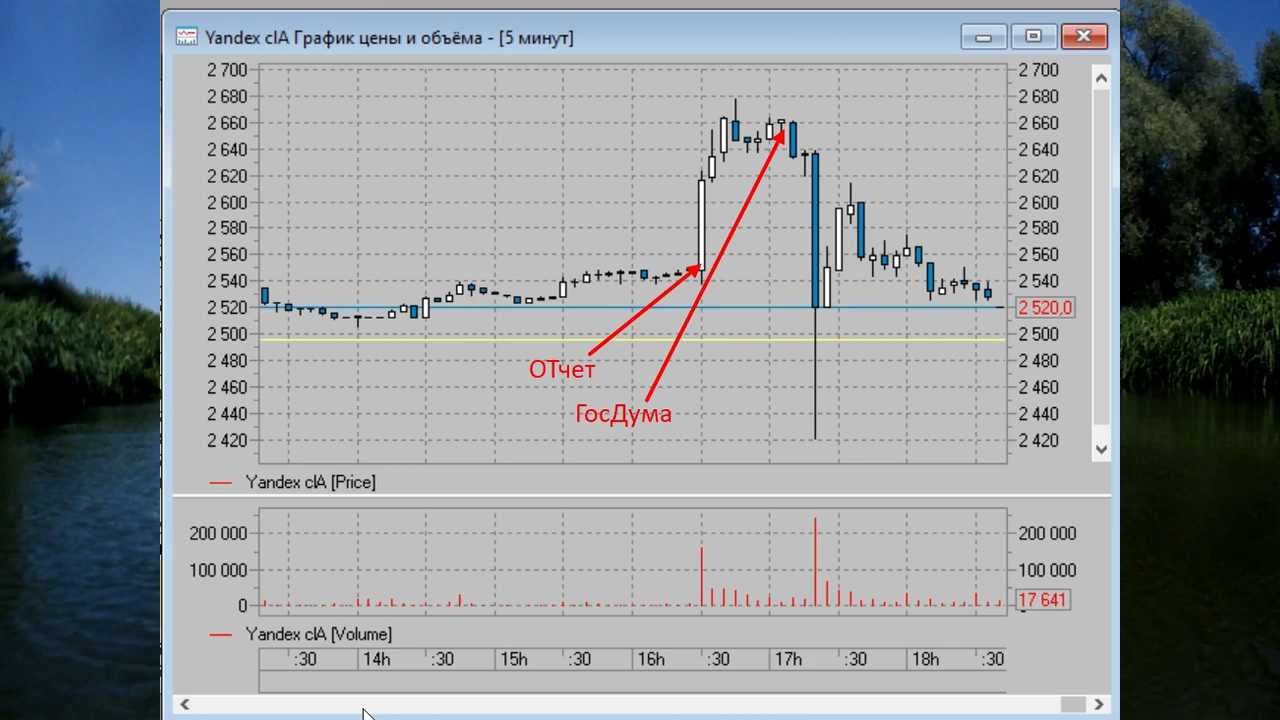 Yandex clA График цены и объёма - [5 минут]
2 700 2 700
2 680 2 680
2 660 2 660
2 640 2 640
2 620 2 620
2 600 2 600
2 580 2 580
2 560 2 560
2 540 2 540
2 520 2 520,0
2 500 2 500
2 480 2 480
ОТчет
2 460 2 460
ГосДума
2 440 2 440
2 420 2 420
Yandex clA [Price]
200 000 200 000
100 000 100 000
0 17 641
Yandex clA [Volume]
:30 14h :30 15h :30 16h :30 17h :30 18h :30